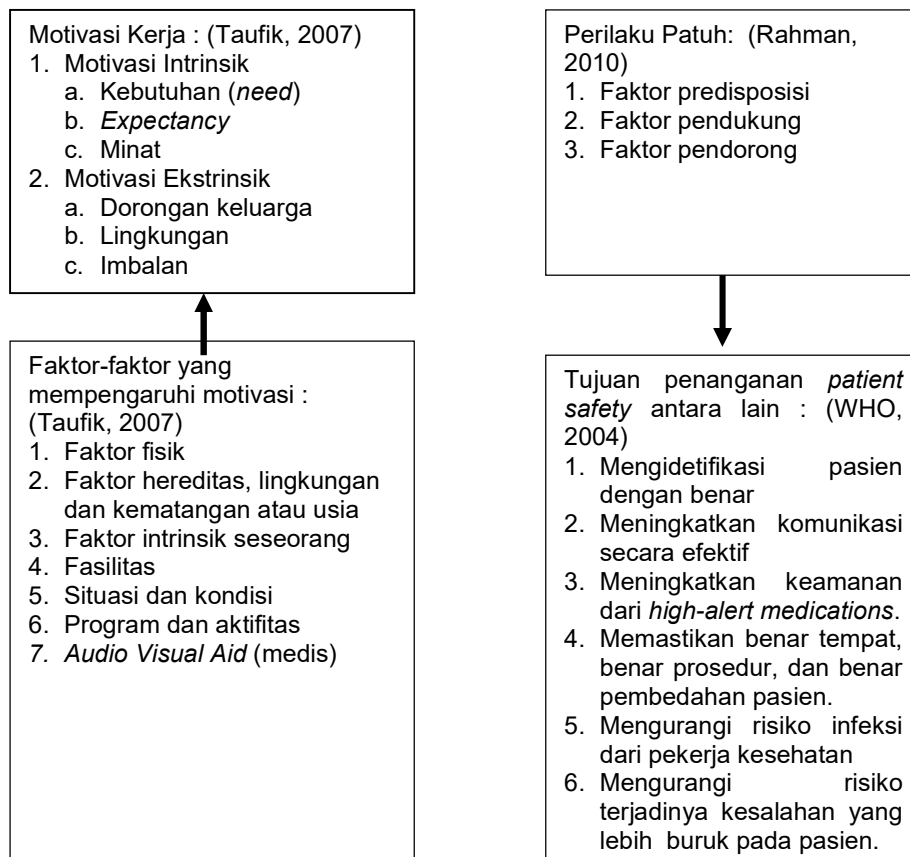 Motivasi Kerja : (Taufik, 2007)
1. Motivasi Intrinsik
a. Kebutuhan (need)
b. Expectancy
c. Minat
2. Motivasi Ekstrinsik
a. Dorongan keluarga
b. Lingkungan
c. Imbalan
Faktor-faktor yang
mempengaruhi motivasi :
(Taufik, 2007)
1. Faktor fisik
2. Faktor hereditas, lingkungan
dan kematangan atau usia
3. Faktor intrinsik seseorang
4. Fasilitas
5. Situasi dan kondisi
6. Program dan aktifitas
7. Audio Visual Aid (medis)
Perilaku Patuh: (Rahman,
2010)
1. Faktor predisposisi
2. Faktor pendukung
3. Faktor pendorong
Tujuan penanganan patient
safety antara lain : (WHO,
2004)
1. Mengidetifikasi pasien
dengan benar
2. Meningkatkan komunikasi
secara efektif
3. Meningkatkan keamanan
dari high-alert medications.
4. Memastikan benar tempat,
benar prosedur, dan benar
pembedahan pasien.
5. Mengurangi risiko infeksi
dari pekerja kesehatan
6. Mengurangi risiko
terjadinya kesalahan yang
lebih buruk pada pasien.